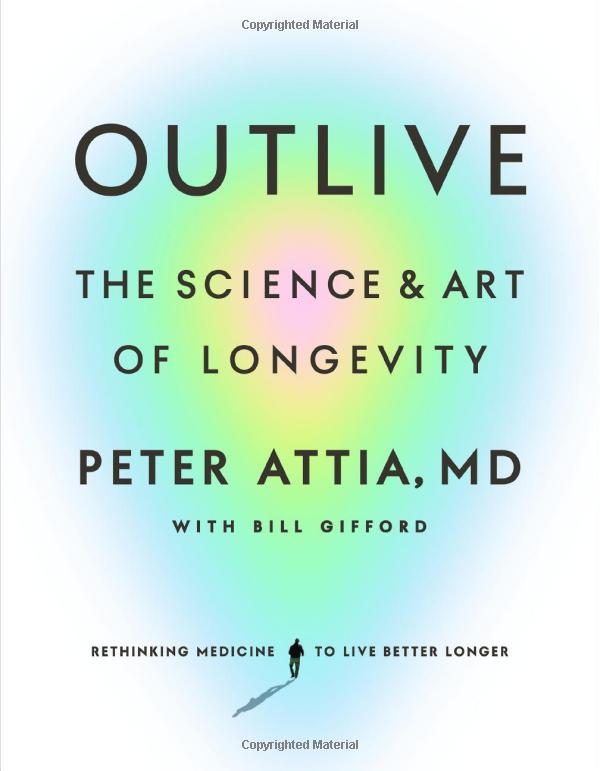 Copyrighted Material
OUTLIVE
THE SCIENCE & ART
OF LONGEVITY
PETER ATTIA, MD
WITH BILL GIFFORD
RETHINKING MEDICINE TO LIVE BETTER LONGER
Copyrighted Material